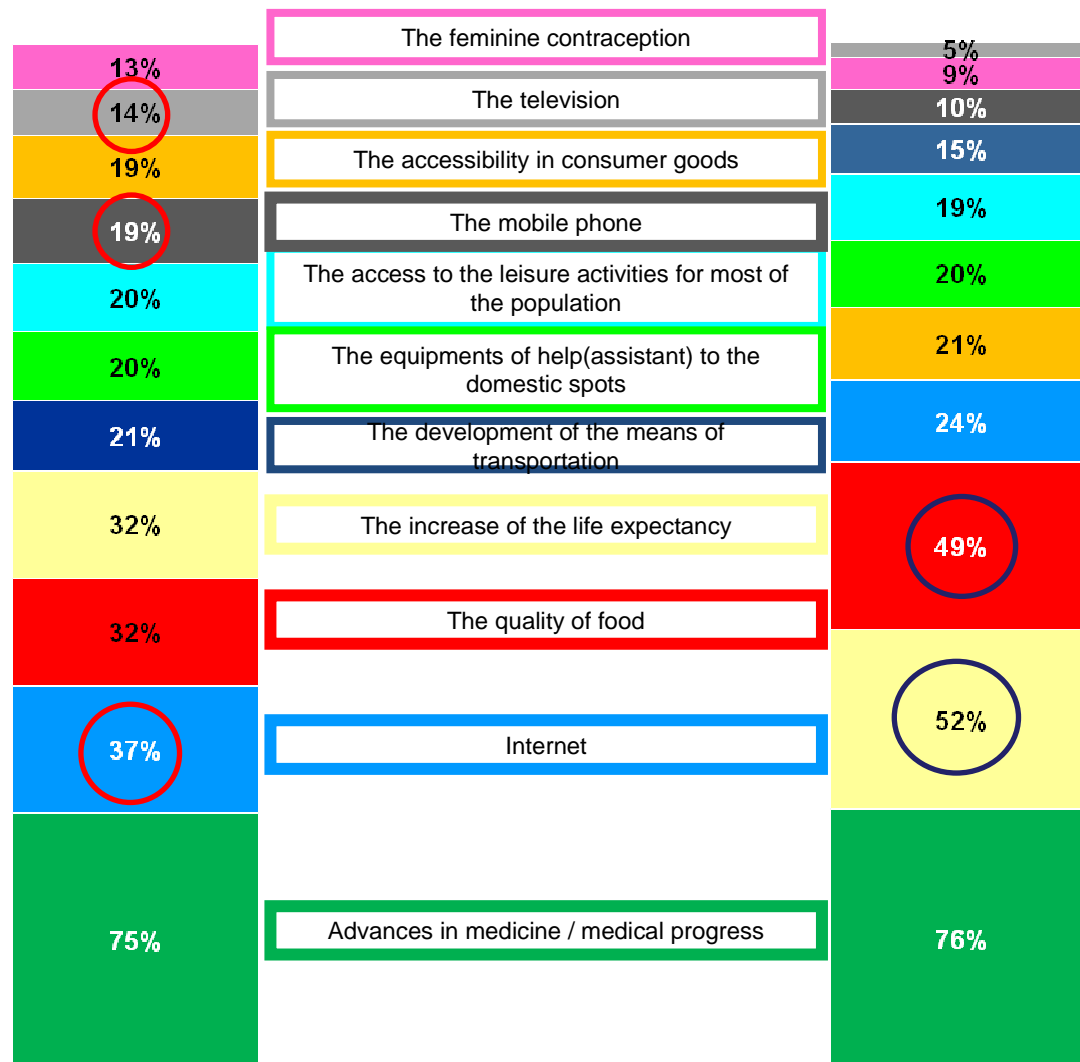 13%
14%
19%
19%
20%
20%
21%
32%
32%
37%
75%
The feminine contraception
The television
The accessibility in consumer goods
The mobile phone
The access to the leisure activities for most of
the population
The equipments of help(assistant) to the
domestic spots
The development of the means of
transportation
The increase of the life expectancy
The quality of food
Internet
Advances in medicine / medical progress
5%
9%
10%
15%
19%
20%
21%
24%
49%
52%
76%